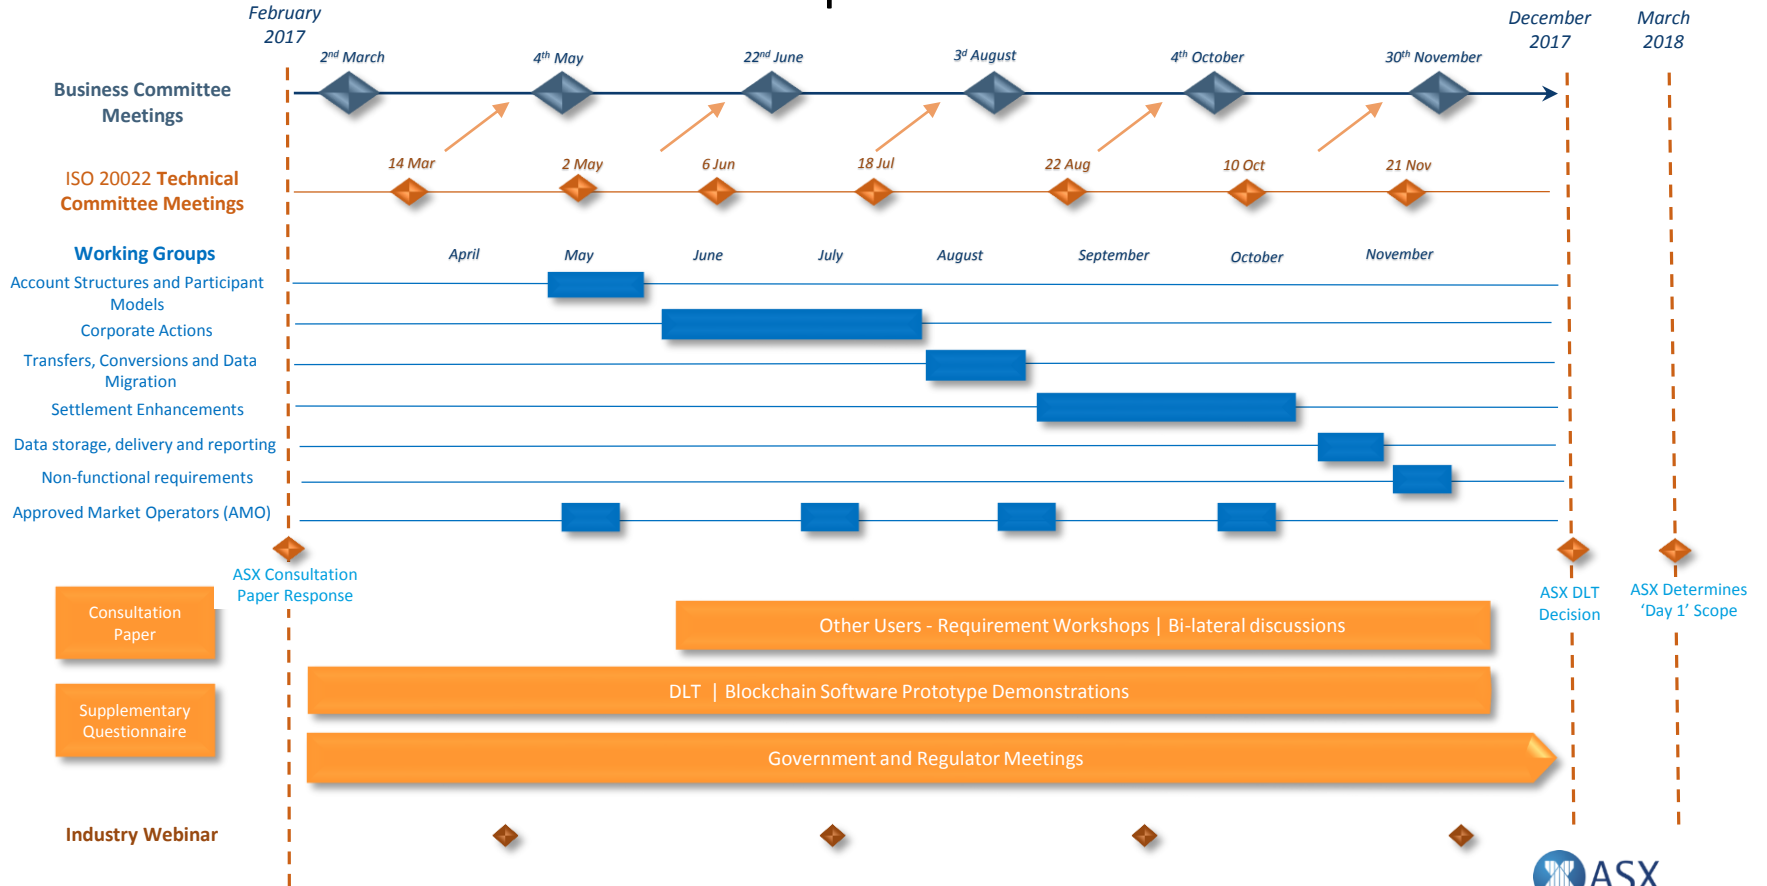 February
2017
December
2017
March
2018
2nd March
4th May
22nd June
3d August
4th October
30th November
Business Committee
Meetings
14 Mar
2 May
6 Jun
18 Jul
22 Aug
10 Oct
21 Nov
ISO 20022 Technical
Committee Meetings
Working Groups
April
May
June
July
August
September
October
November
Account Structures and Participant
Models
Corporate Actions
Transfers, Conversions and Data
Migration
Settlement Enhancements
Data storage, delivery and reporting
Non-functional requirements
Approved Market Operators (AMO)
ASX Consultation
Paper Response
ASX DLT
Decision
ASX Determines
‘Day 1’ Scope
Consultation
Paper
Other Users - Requirement Workshops | Bi-lateral discussions
Supplementary
Questionnaire
DLT | Blockchain Software Prototype Demonstrations
Government and Regulator Meetings
Industry Webinar
ASX